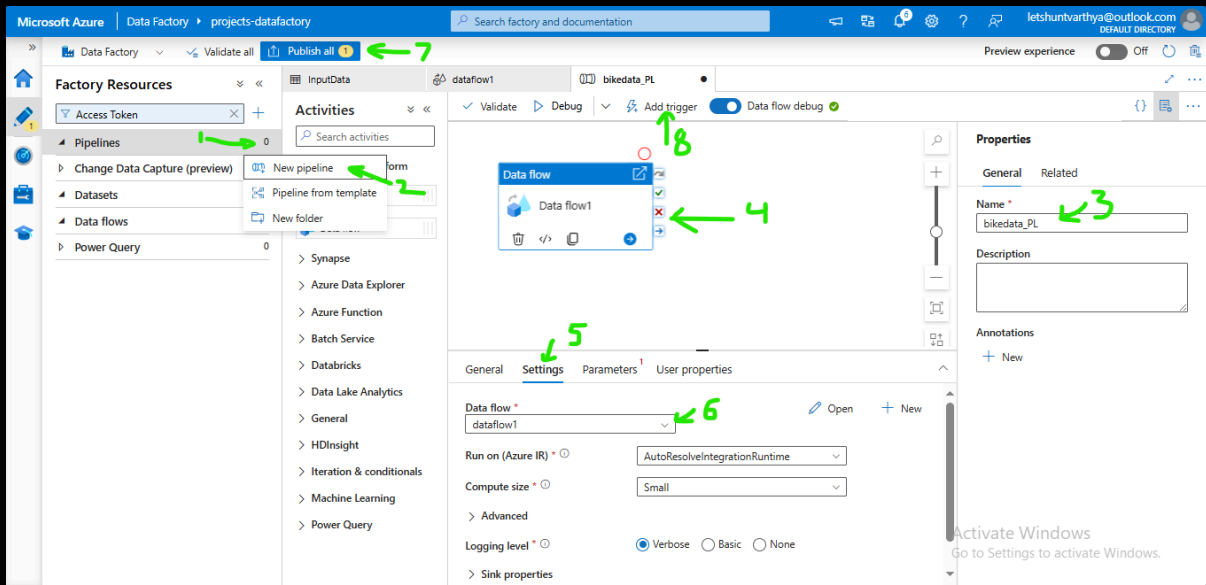 Microsoft Azure
Data Factory
projects-datafactory
Search factory and documentation
6
letshuntvarthya@outlook.com
DEFAULT DIRECTORY
Data Factory
Validate all
Publish all 1
7
Preview experience
Off
Factory Resources
Access Token
1
1
Pipelines 0
Change Data Capture (preview)
Datasets
Data flows
Power Query 0
New pipeline
2
Pipeline from template
New folder
InputData
dataflow1
bikedata_PL
Activities
Search activities
form
Synapse
Azure Data Explorer
Azure Function
Batch Service
Databricks
Data Lake Analytics
General
HDInsight
Iteration & conditionals
Machine Learning
Power Query
Validate
Debug
Add trigger
Data flow debug
8
Data flow
Data flow1
4
5
General
Settings
Parameters 1
User properties
Data flow *
dataflow1
6
Open
New
Run on (Azure IR) *
AutoResolveIntegrationRuntime
Compute size *
Small
Advanced
Logging level *
Verbose
Basic
None
Sink properties
Properties
General
Related
Name *
3
bikedata_PL
Description
Annotations
New
Activate Windows
Go to Settings to activate Windows.